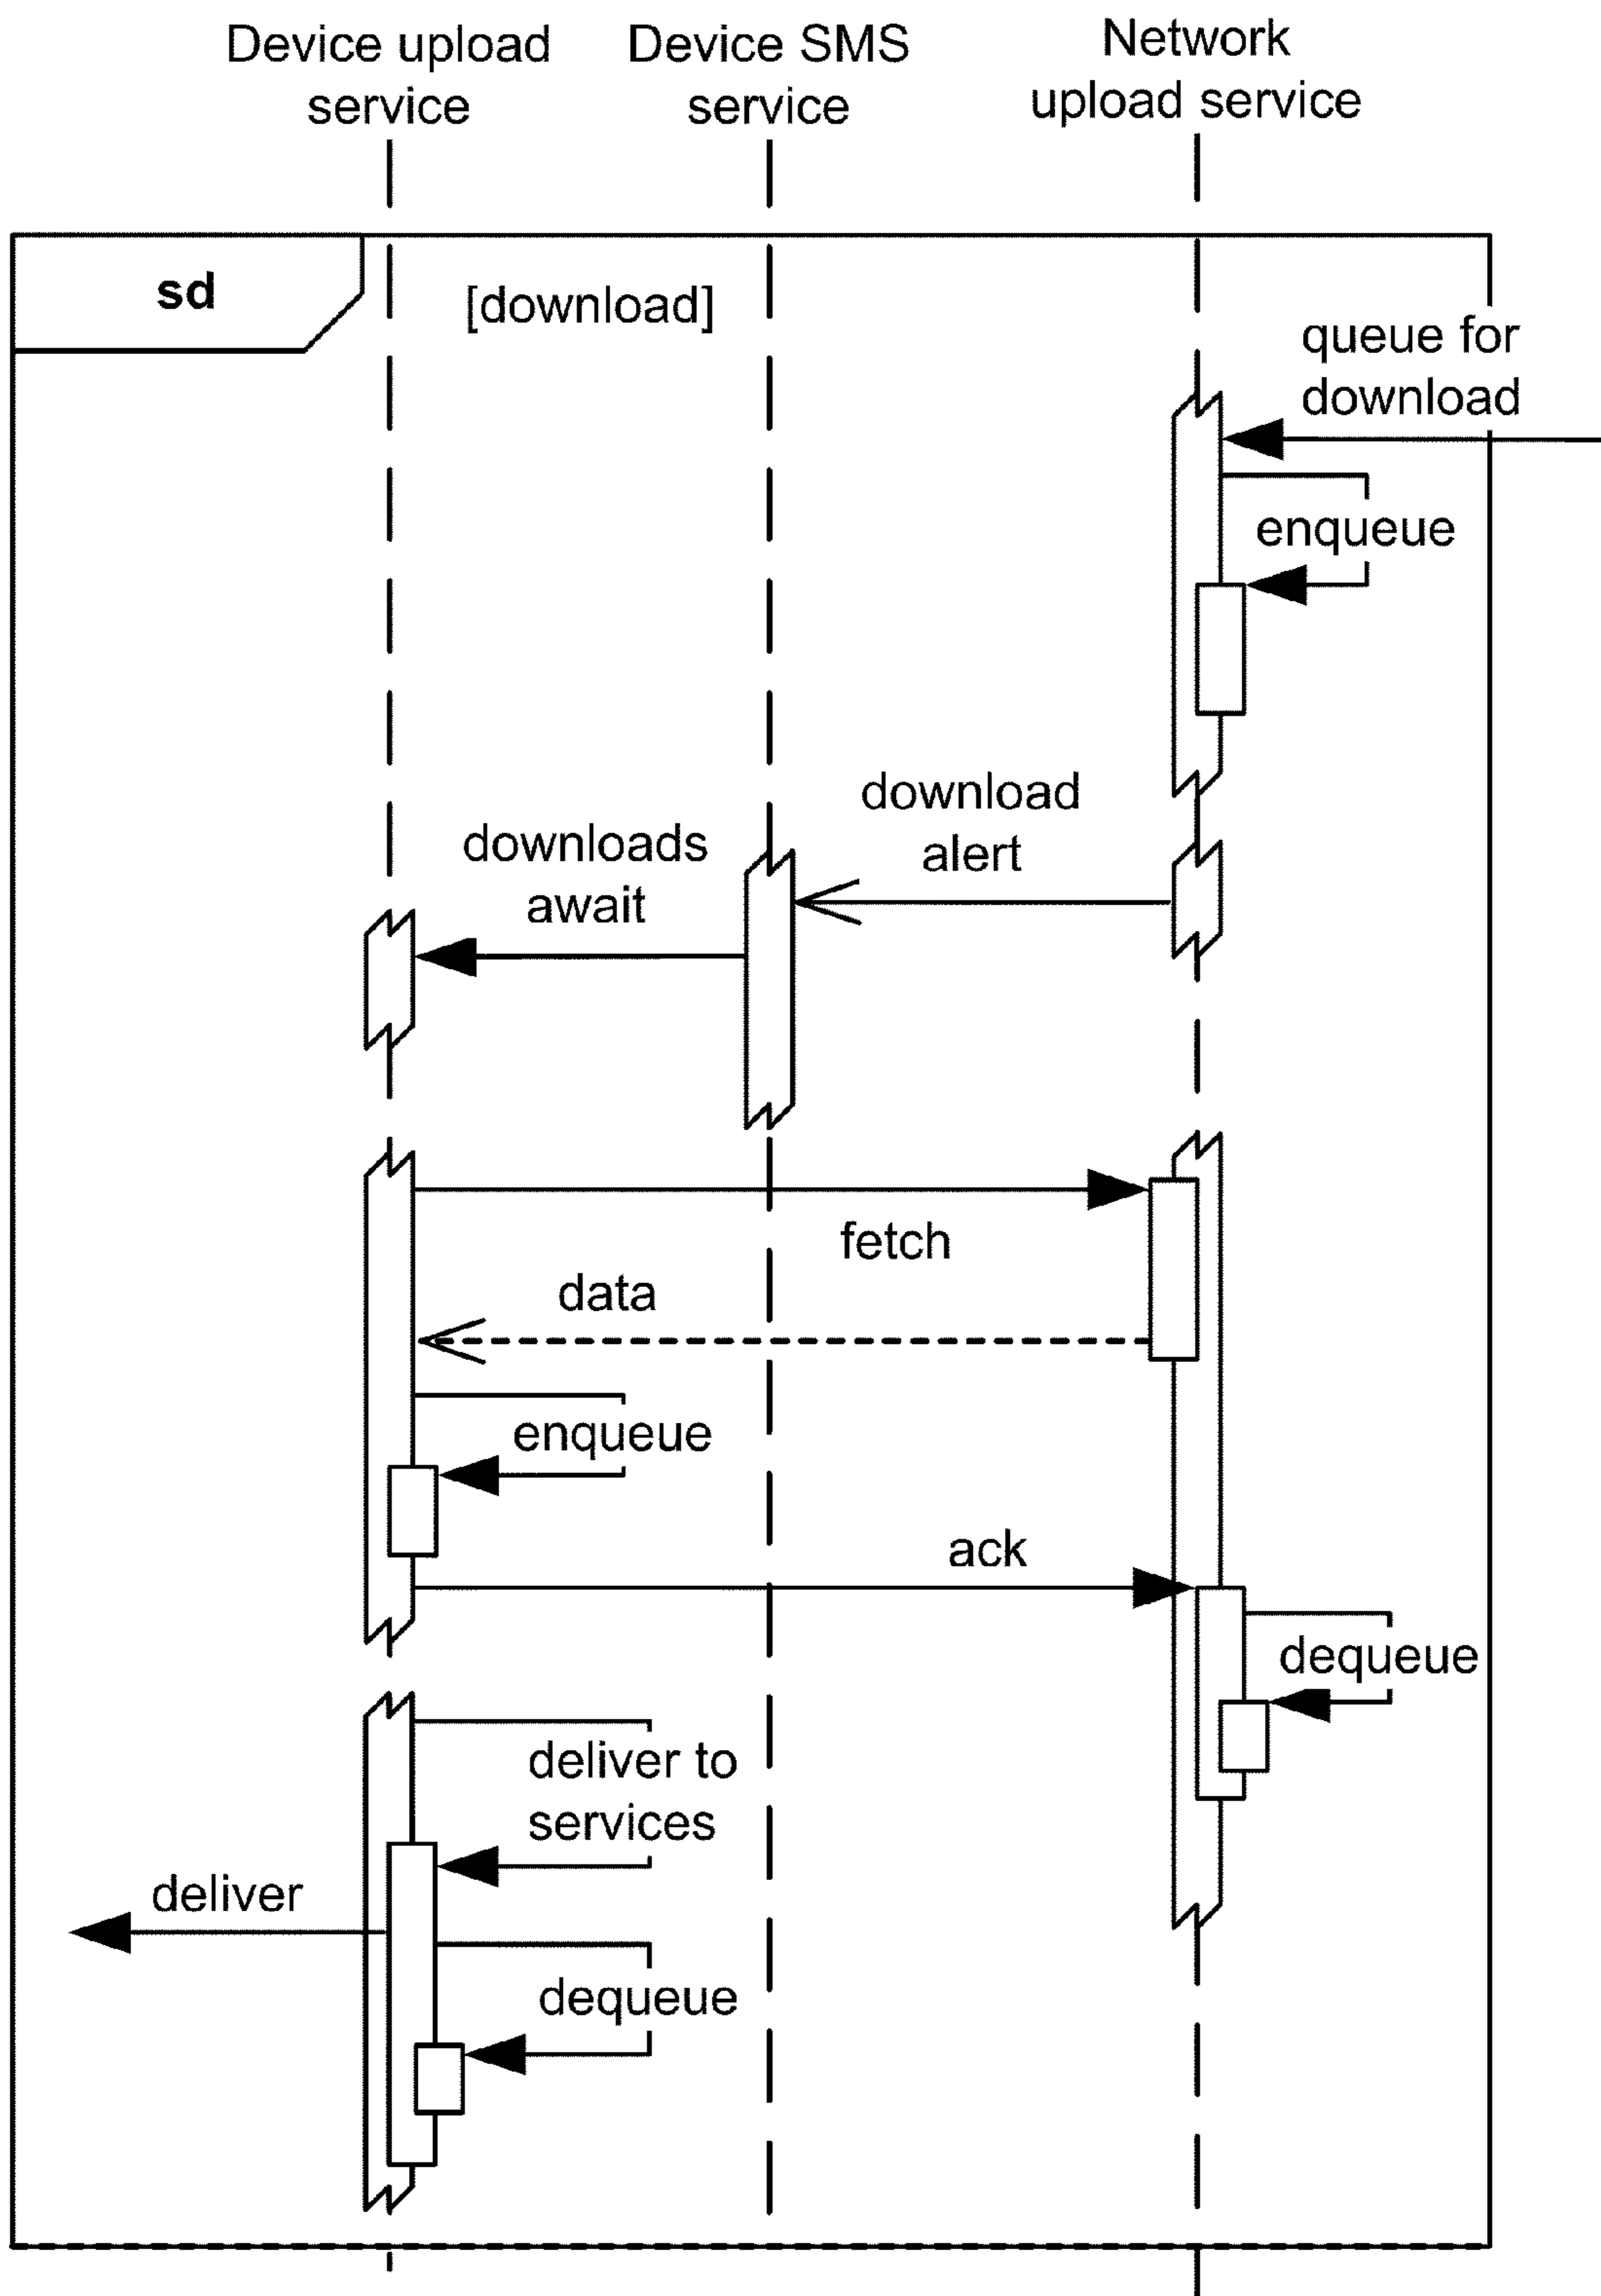 Device upload
service
Device SMS
service
Network
upload service
sd
[download]
queue for
download
enqueue
download
alert
downloads
await
fetch
data
enqueue
ack
dequeue
deliver to
services
deliver
dequeue